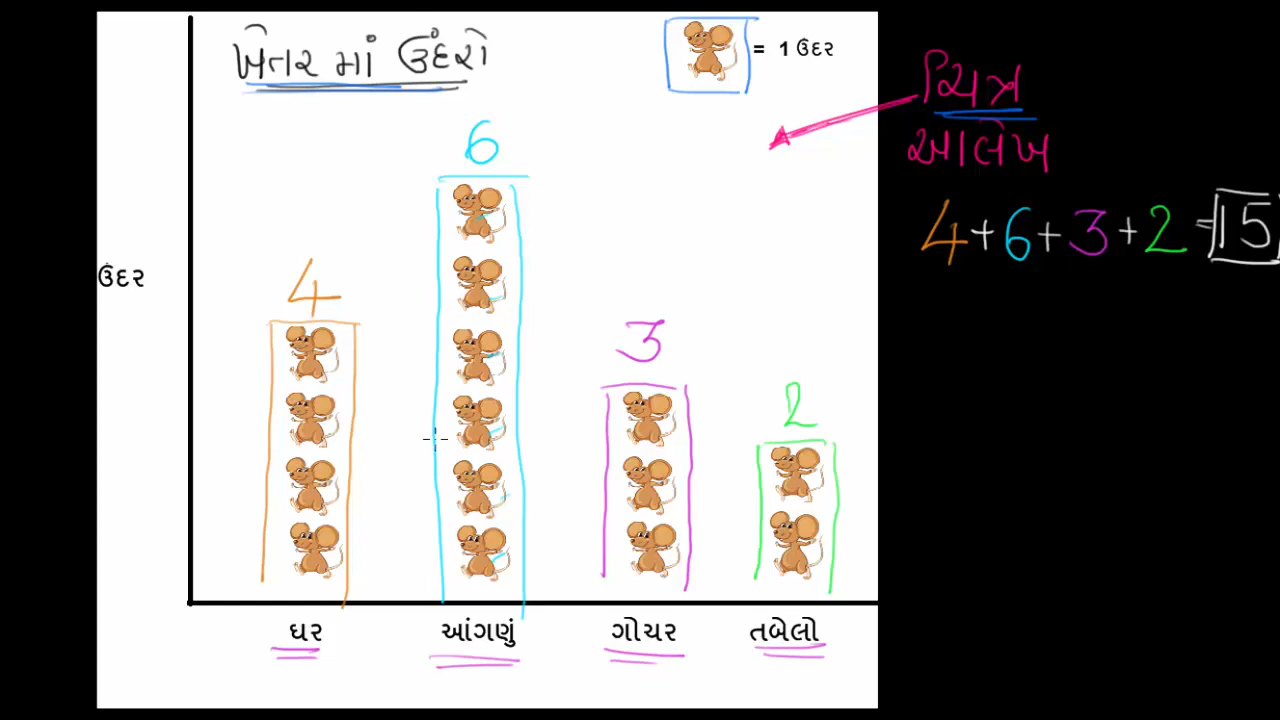 ખેતર માં ઉંદરો
= 1 ઉંદર
ચિત્ર
આલેખ
4+6+3+2=15
6
4
3
2
ઉંદર
ઘર આંગણું ગોચર તબેલો